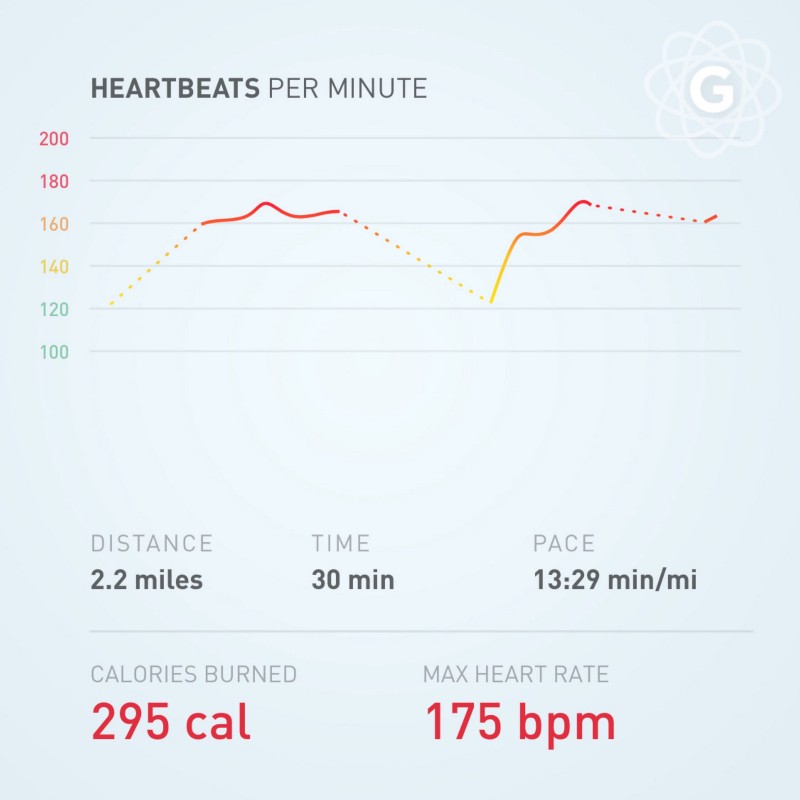 G
HEARTBEATS PER MINUTE
200
180
160
140
120
100
DISTANCE TIME PACE
2.2 miles 30 min 13:29 min/mi
CALORIES BURNED MAX HEART RATE
295 cal 175 bpm